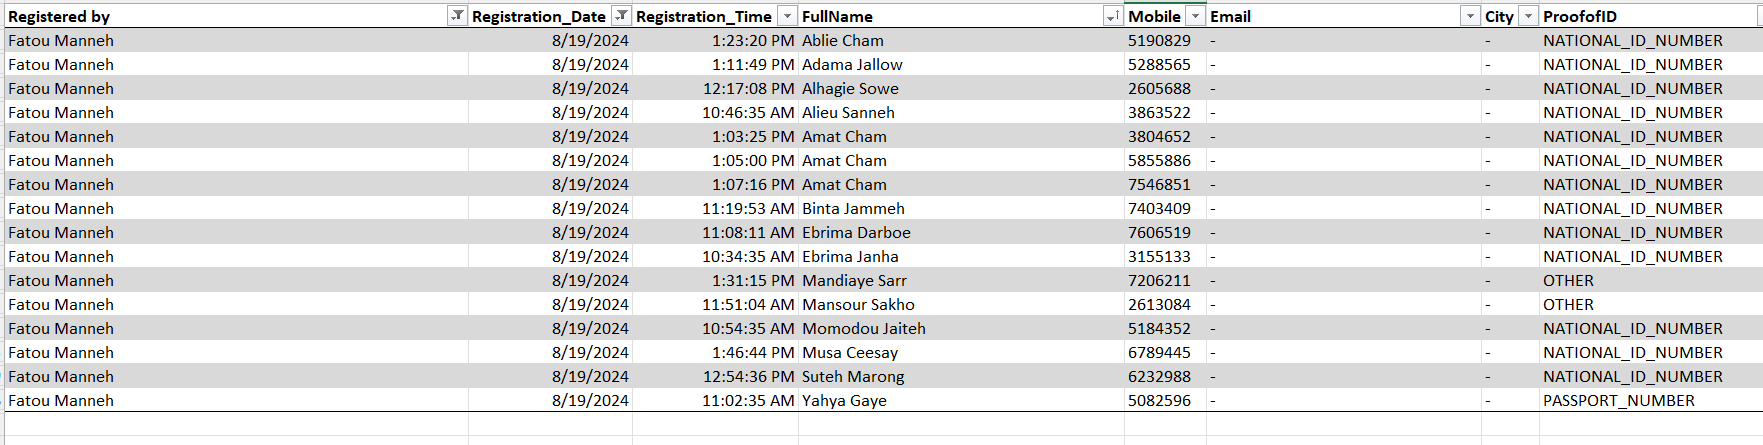 Registered by Registration_Date Registration_Time FullName Mobile Email City ProofofID
Fatou Manneh 8/19/2024 1:23:20 PM Ablie Cham 5190829 - - NATIONAL_ID_NUMBER
Fatou Manneh 8/19/2024 1:11:49 PM Adama Jallow 5288565 - - NATIONAL_ID_NUMBER
Fatou Manneh 8/19/2024 12:17:08 PM Alhagie Sowe 2605688 - - NATIONAL_ID_NUMBER
Fatou Manneh 8/19/2024 10:46:35 AM Alieu Sanneh 3863522 - - NATIONAL_ID_NUMBER
Fatou Manneh 8/19/2024 1:03:25 PM Amat Cham 3804652 - - NATIONAL_ID_NUMBER
Fatou Manneh 8/19/2024 1:05:00 PM Amat Cham 5855886 - - NATIONAL_ID_NUMBER
Fatou Manneh 8/19/2024 1:07:16 PM Amat Cham 7546851 - - NATIONAL_ID_NUMBER
Fatou Manneh 8/19/2024 11:19:53 AM Binta Jammeh 7403409 - - NATIONAL_ID_NUMBER
Fatou Manneh 8/19/2024 11:08:11 AM Ebrima Darboe 7606519 - - NATIONAL_ID_NUMBER
Fatou Manneh 8/19/2024 10:34:35 AM Ebrima Janha 3155133 - - NATIONAL_ID_NUMBER
Fatou Manneh 8/19/2024 1:31:15 PM Mandiaye Sarr 7206211 - - OTHER
Fatou Manneh 8/19/2024 11:51:04 AM Mansour Sakho 2613084 - - OTHER
Fatou Manneh 8/19/2024 10:54:35 AM Momodou Jaiteh 5184352 - - NATIONAL_ID_NUMBER
Fatou Manneh 8/19/2024 1:46:44 PM Musa Ceesay 6789445 - - NATIONAL_ID_NUMBER
Fatou Manneh 8/19/2024 12:54:36 PM Suteh Marong 6232988 - - NATIONAL_ID_NUMBER
Fatou Manneh 8/19/2024 11:02:35 AM Yahya Gaye 5082596 - - PASSPORT_NUMBER